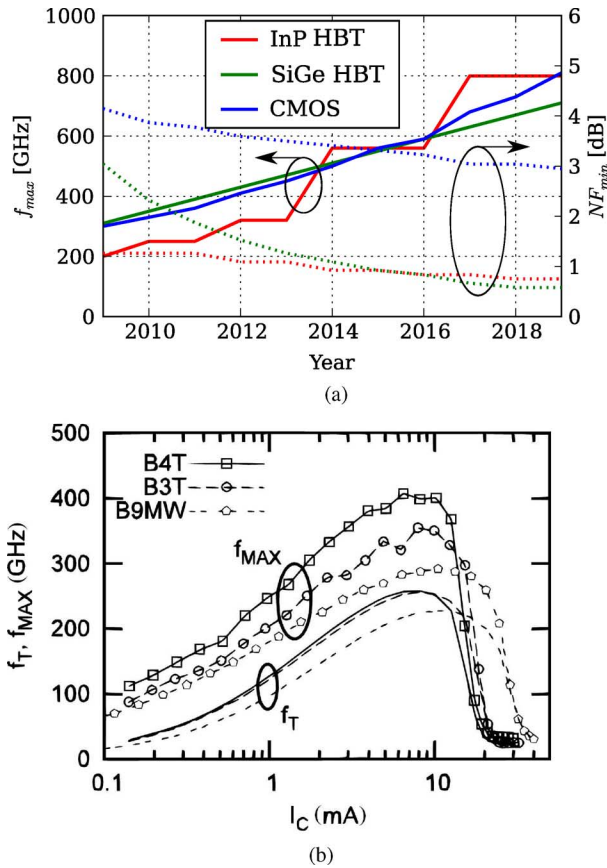 1000
800
600
400
200
0
f_max [GHz]
InP HBT
SiGe HBT
CMOS
6
5
4
3
2
1
0
NF_min [dB]
2010 2012 2014 2016 2018
Year
(a)
500
400
300
200
100
0
f_T, f_MAX (GHz)
B4T
B3T
B9MW
f_MAX
f_T
0.1 1 10
I_C (mA)
(b)